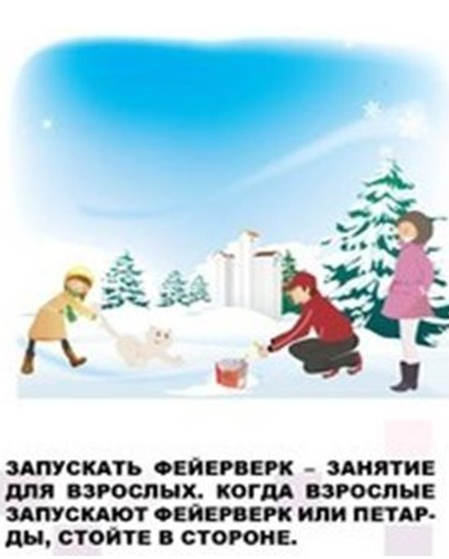 ЗАПУСКАТЬ ФЕЙЕРВЕРК – ЗАНЯТИЕ
ДЛЯ ВЗРОСЛЫХ. КОГДА ВЗРОСЛЫЕ
ЗАПУСКАЮТ ФЕЙЕРВЕРК ИЛИ ПЕТАР-
ДЫ, СТОЙТЕ В СТОРОНЕ.